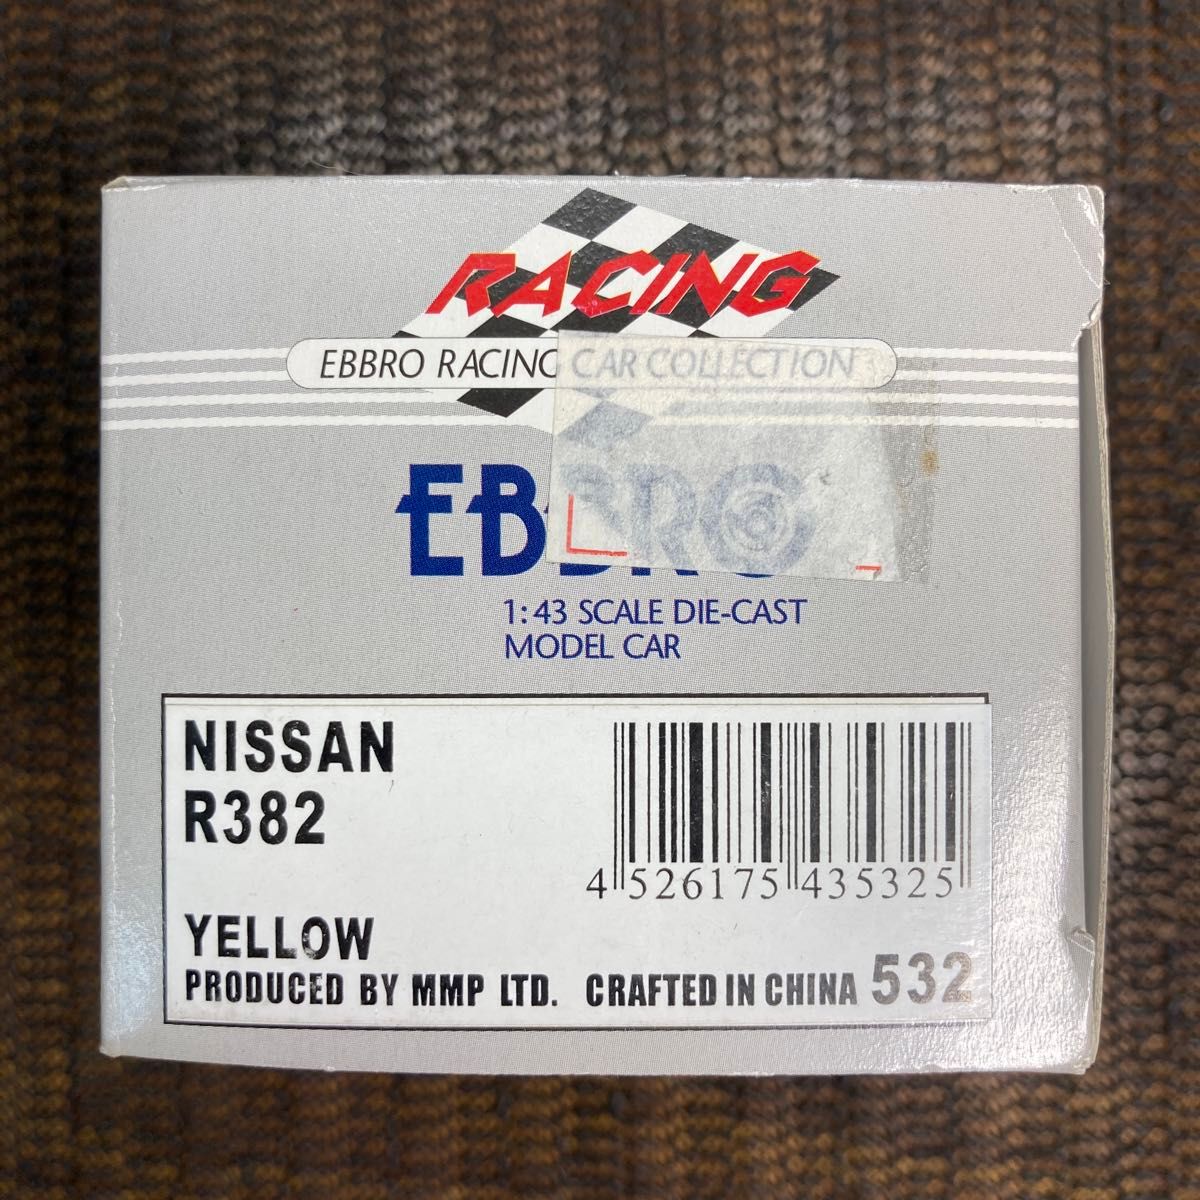 RACING
EBBRO RACING CAR COLLECTION
EBBRO
1:43 SCALE DIE-CAST
MODEL CAR
NISSAN
R382
4 526175 435325
YELLOW
PRODUCED BY MMP LTD. CRAFTED IN CHINA 532